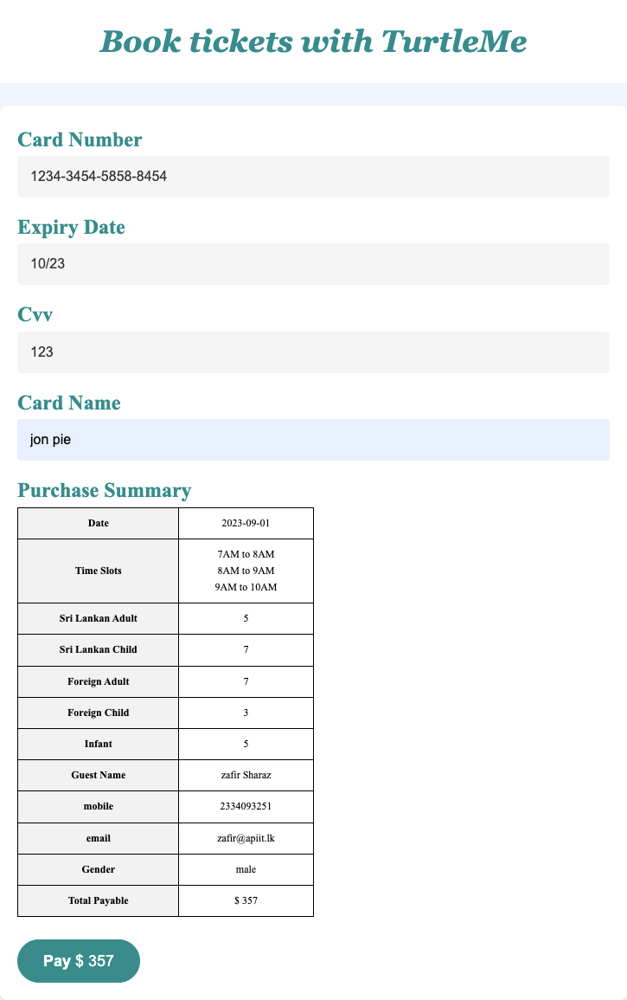 Book tickets with TurtleMe
Card Number
1234-3454-5858-8454
Expiry Date
10/23
Cvv
123
Card Name
jon pie
Purchase Summary
Date 2023-09-01
Time Slots 7AM to 8AM
8AM to 9AM
9AM to 10AM
Sri Lankan Adult 5
Sri Lankan Child 7
Foreign Adult 7
Foreign Child 3
Infant 5
Guest Name zafir Sharaz
mobile 2334093251
email zafir@apiit.lk
Gender male
Total Payable $ 357
Pay $ 357